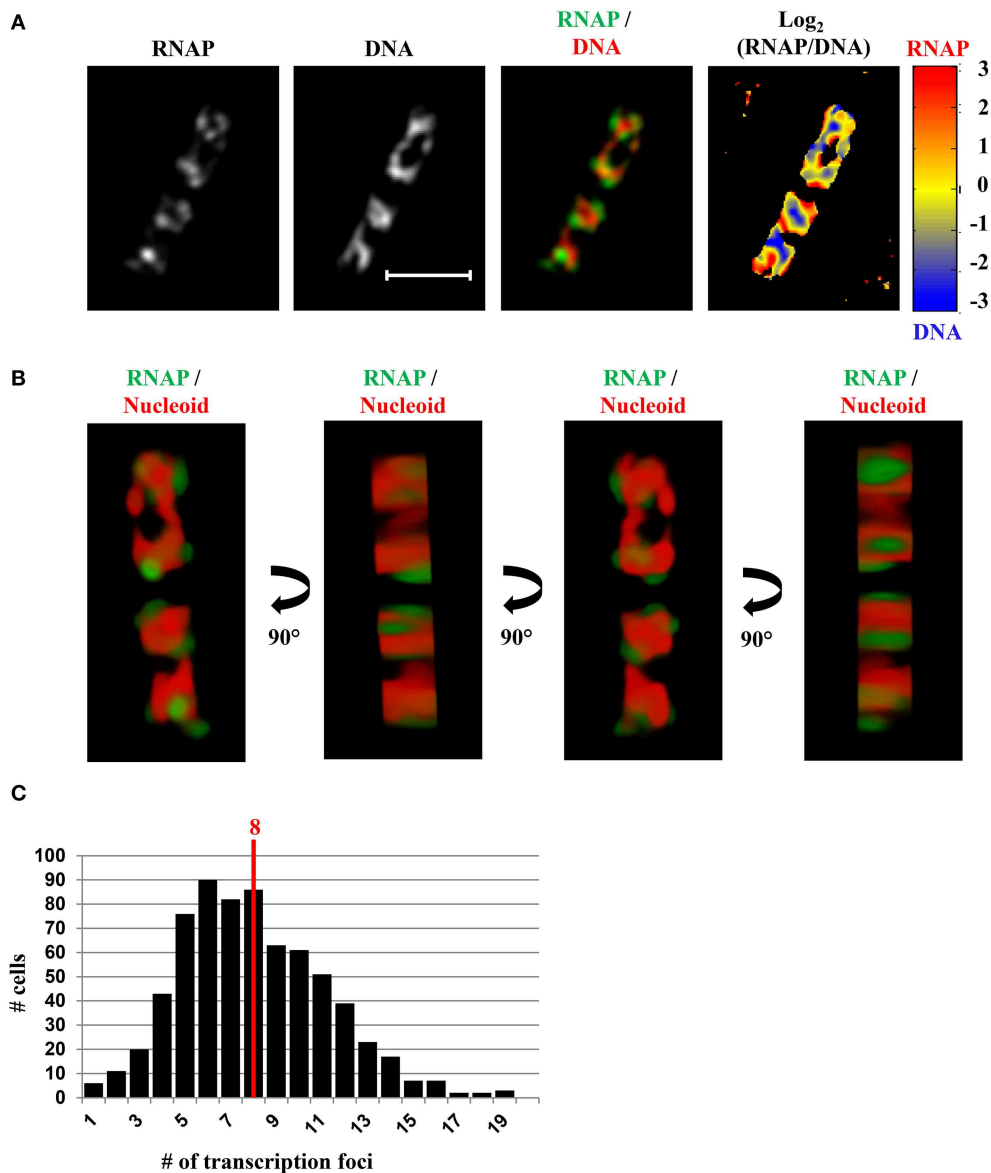 A
RNAP
DNA
RNAP /
DNA
Log₂
(RNAP/DNA)
RNAP
3
2
1
0
-1
-2
-3
DNA
B
RNAP /
Nucleoid
RNAP /
Nucleoid
RNAP /
Nucleoid
RNAP /
Nucleoid
90°
90°
90°
C
8
100
90
80
70
60
50
40
30
20
10
0
# cells
1
3
5
7
9
11
13
15
17
19
# of transcription foci